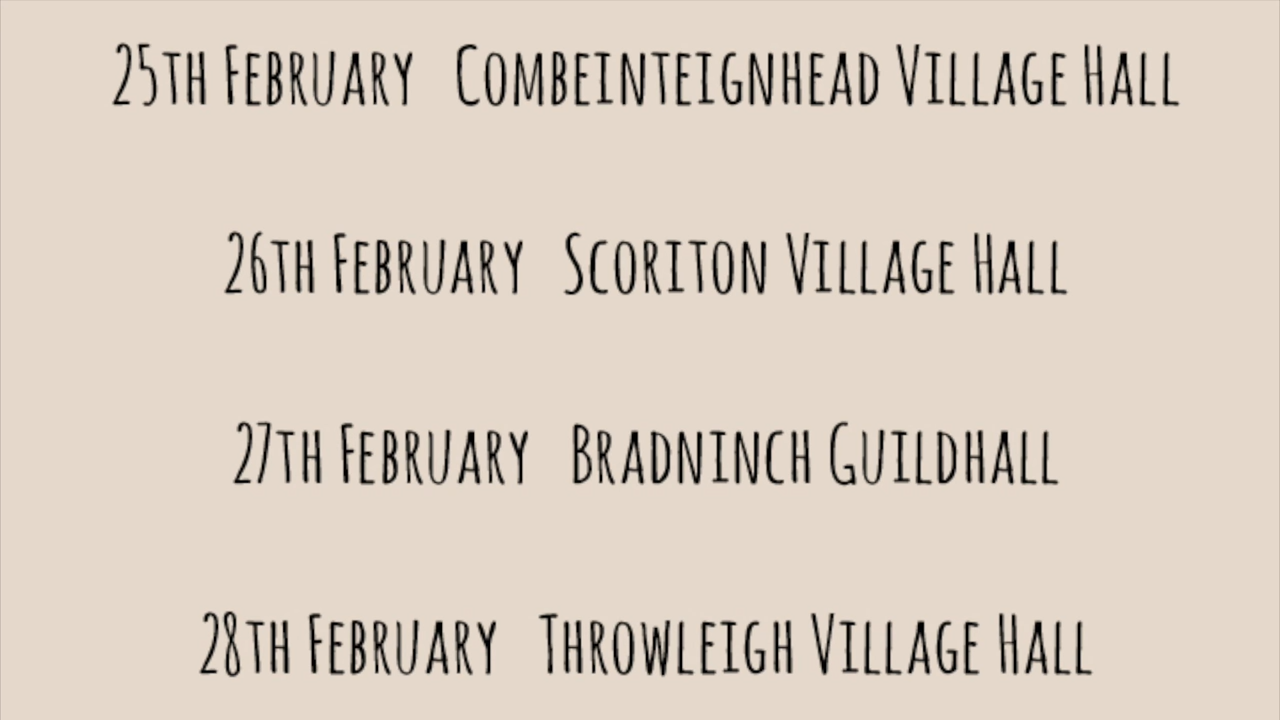 25th February Combeinteignhead Village Hall
26th February Scoriton Village Hall
27th February Bradninch Guildhall
28th February Throwleigh Village Hall